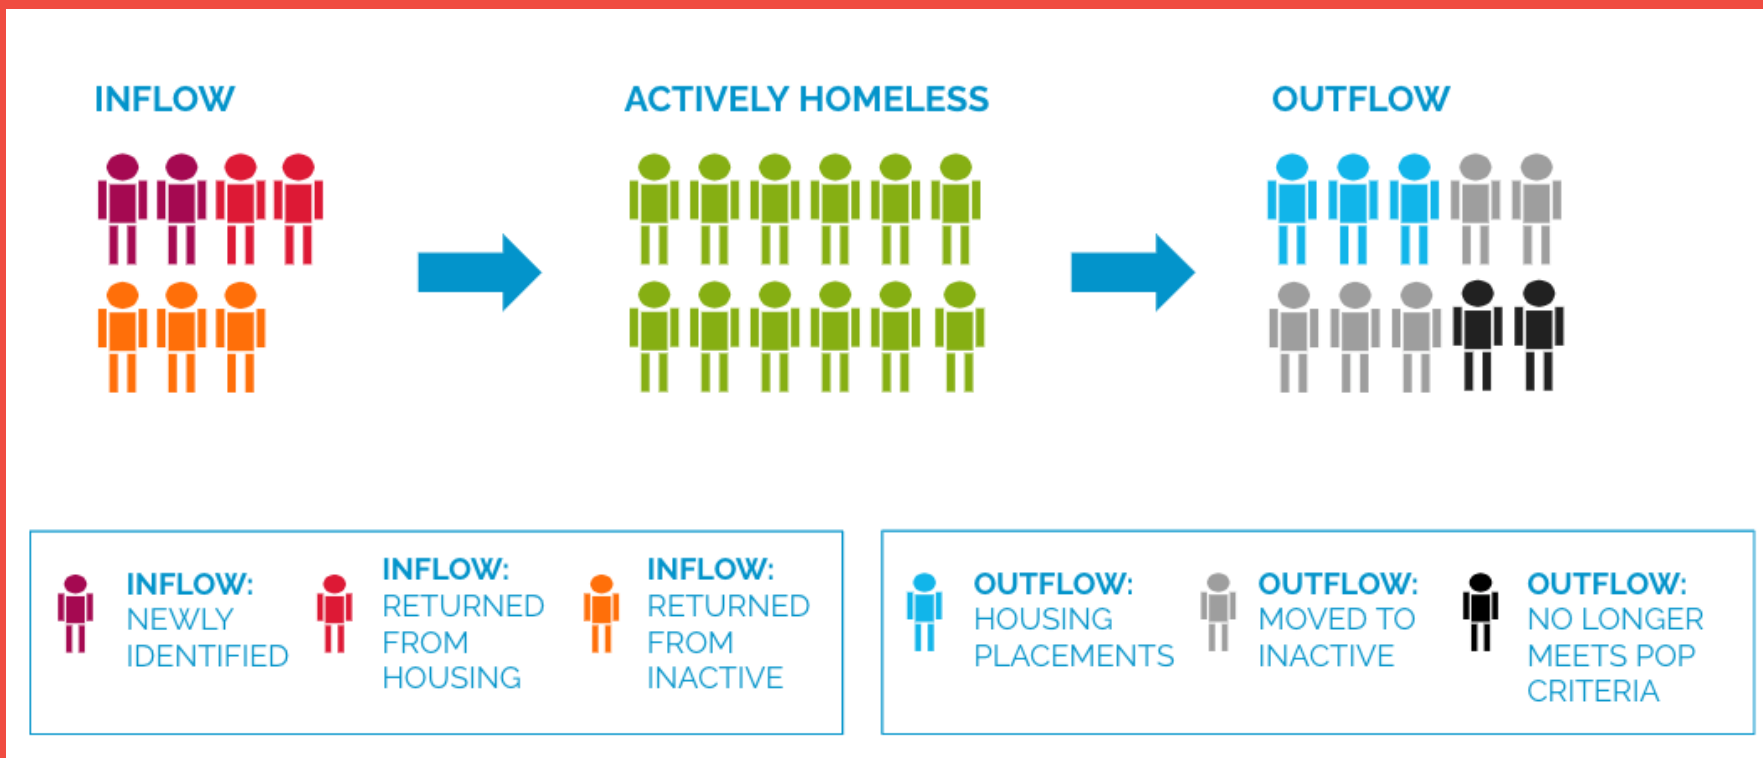 INFLOW
ACTIVELY HOMELESS
OUTFLOW
INFLOW:
NEWLY
IDENTIFIED
INFLOW:
RETURNED
FROM
HOUSING
INFLOW:
RETURNED
FROM
INACTIVE
OUTFLOW:
HOUSING
PLACEMENTS
OUTFLOW:
MOVED TO
INACTIVE
OUTFLOW:
NO LONGER
MEETS POP
CRITERIA